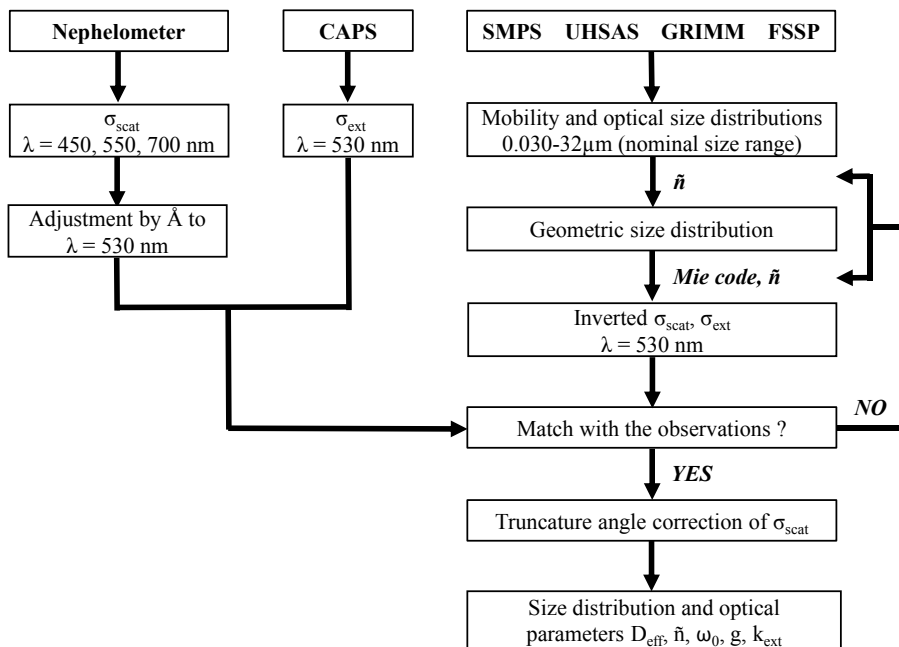 Nephelometer
CAPS
SMPS UHSAS GRIMM FSSP
σscat
λ = 450, 550, 700 nm
σext
λ = 530 nm
Mobility and optical size distributions
0.030-32μm (nominal size range)
ñ
Adjustment by Å to
λ = 530 nm
Geometric size distribution
Mie code, ñ
Inverted σscat, σext
λ = 530 nm
Match with the observations ?
NO
YES
Truncature angle correction of σscat
Size distribution and optical
parameters Deff, ñ, ω0, g, kext